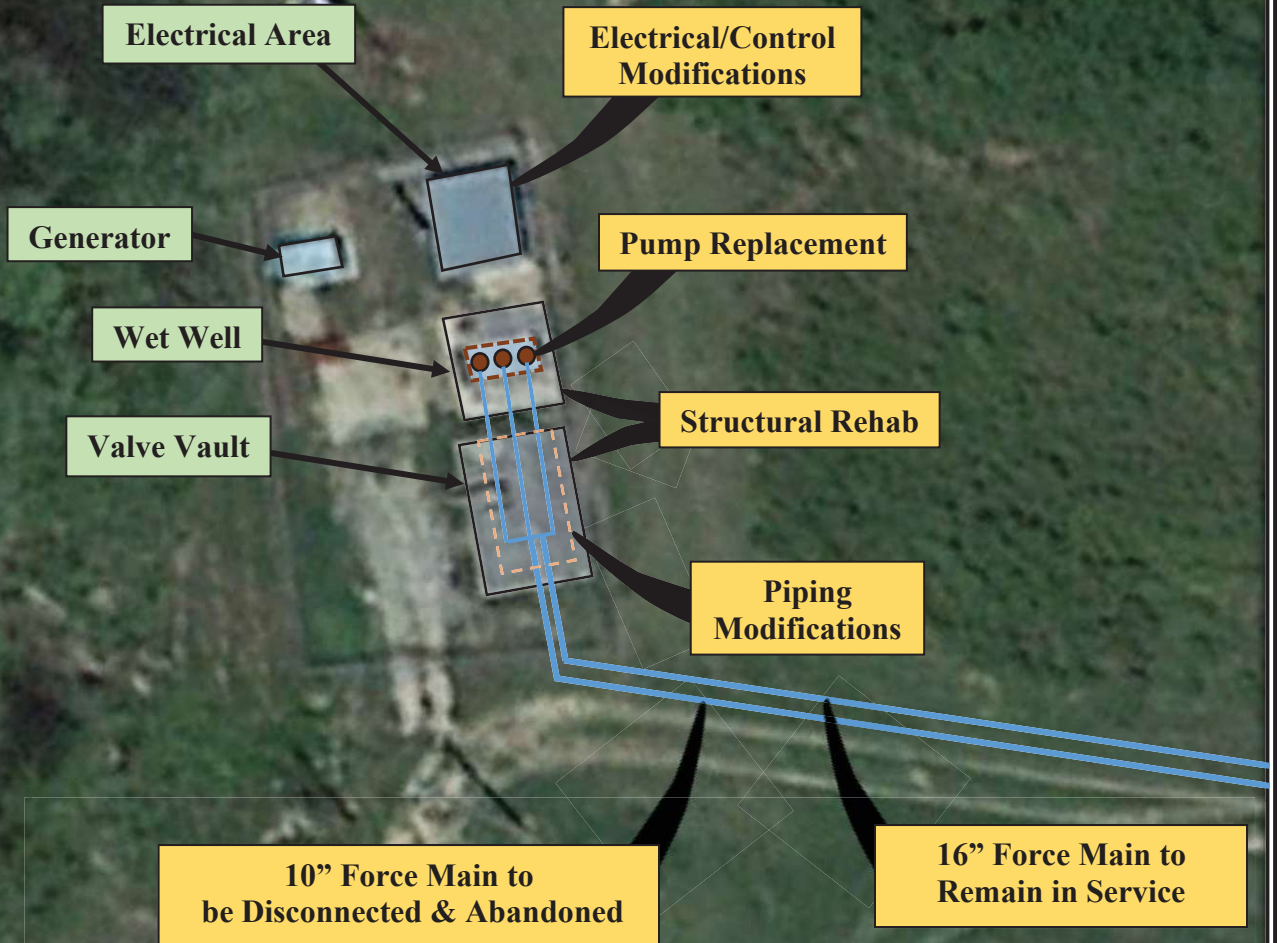 Electrical Area
Electrical/Control
Modifications
Generator
Pump Replacement
Wet Well
Structural Rehab
Valve Vault
Piping
Modifications
10” Force Main to
be Disconnected & Abandoned
16” Force Main to
Remain in Service